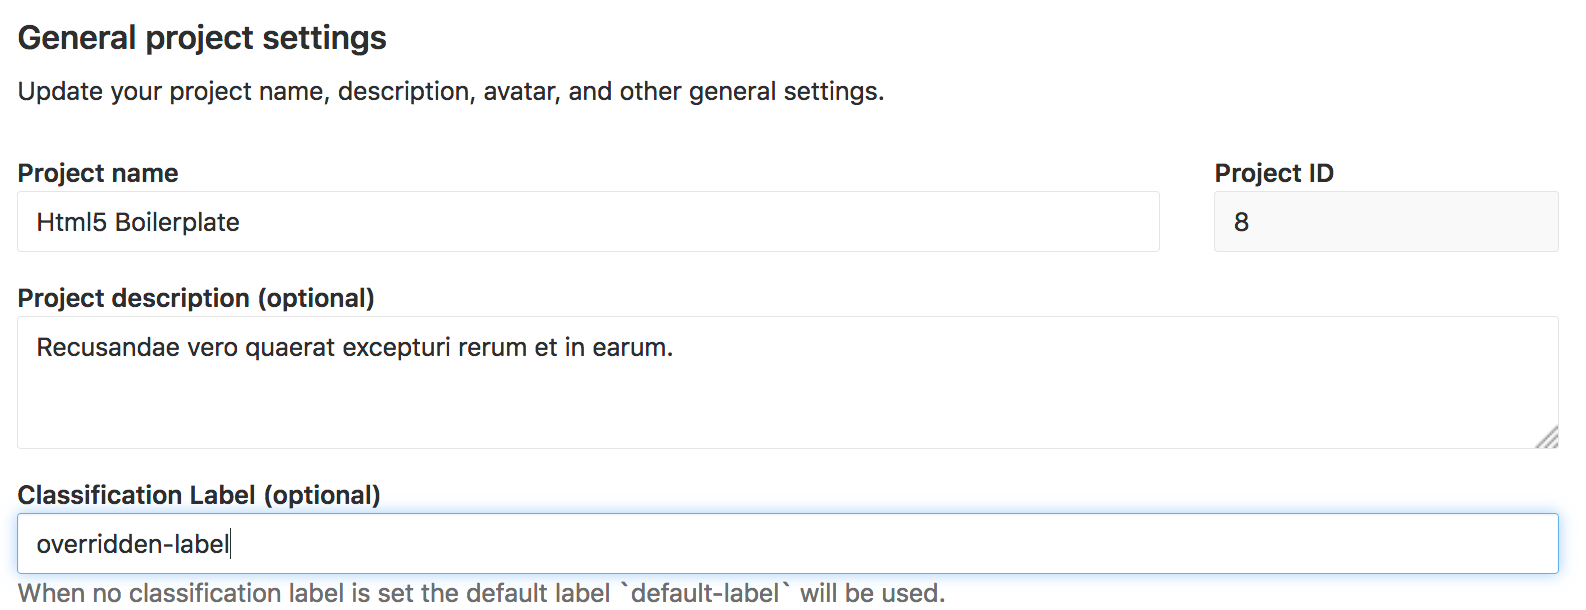 General project settings
Update your project name, description, avatar, and other general settings.
Project name
Project ID
Html5 Boilerplate
8
Project description (optional)
Recusandae vero quaerat excepturi rerum et in earum.
Classification Label (optional)
overridden-label
When no classification label is set the default label `default-label` will be used.